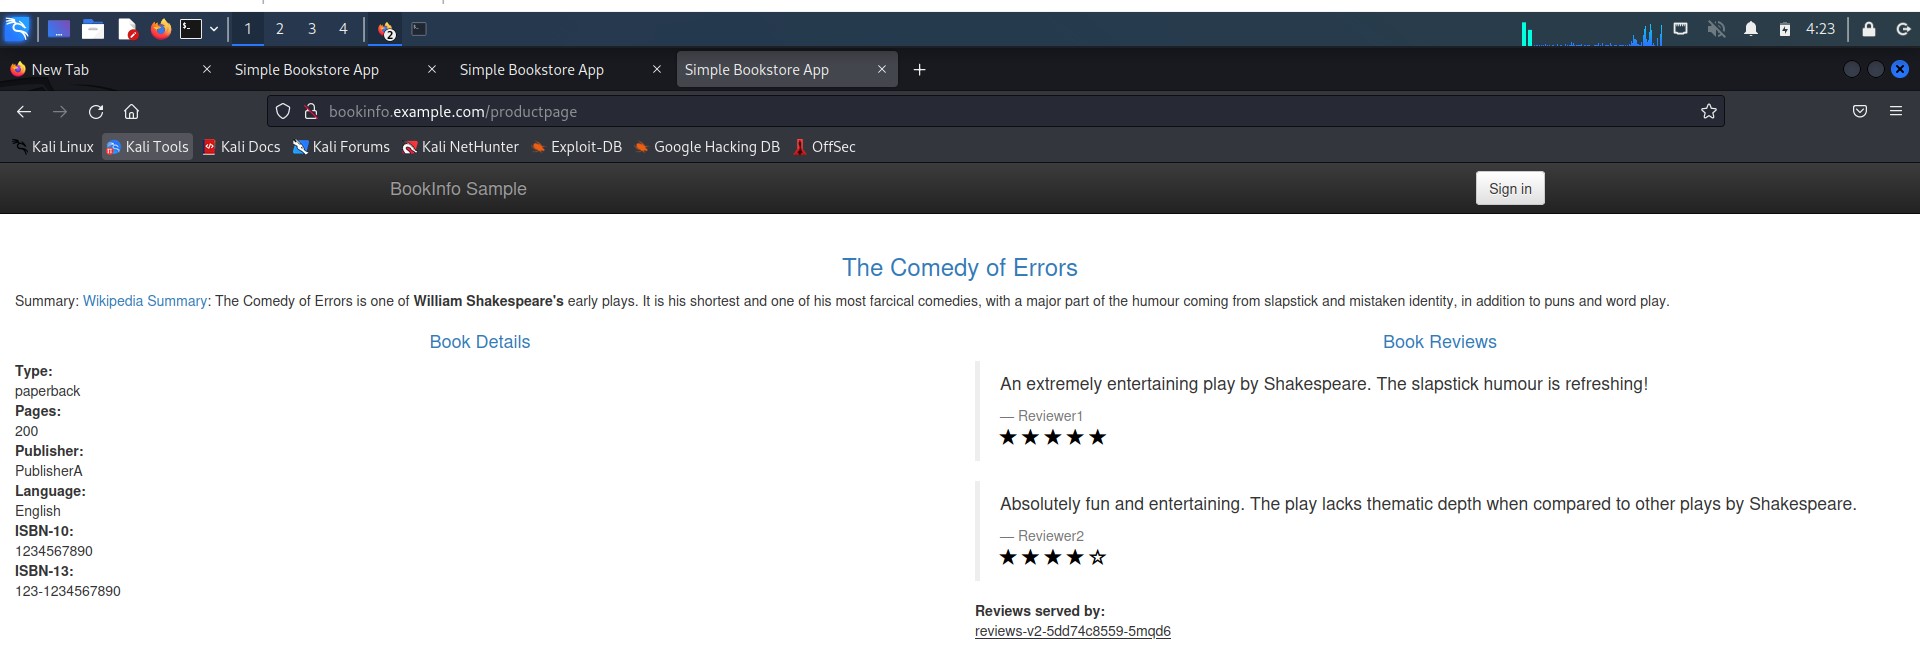 1 2 3 4 2 4:23
New Tab Simple Bookstore App Simple Bookstore App Simple Bookstore App
bookinfo.example.com/productpage
Kali Linux Kali Tools Kali Docs Kali Forums Kali NetHunter Exploit-DB Google Hacking DB OffSec
BookInfo Sample Sign in
The Comedy of Errors
Summary: Wikipedia Summary: The Comedy of Errors is one of William Shakespeare's early plays. It is his shortest and one of his most farcical comedies, with a major part of the humour coming from slapstick and mistaken identity, in addition to puns and word play.
Book Details
Type:
paperback
Pages:
200
Publisher:
PublisherA
Language:
English
ISBN-10:
1234567890
ISBN-13:
123-1234567890
Book Reviews
An extremely entertaining play by Shakespeare. The slapstick humour is refreshing!
— Reviewer1
★★★★★
Absolutely fun and entertaining. The play lacks thematic depth when compared to other plays by Shakespeare.
— Reviewer2
★★★★☆
Reviews served by:
reviews-v2-5dd74c8559-5mqd6